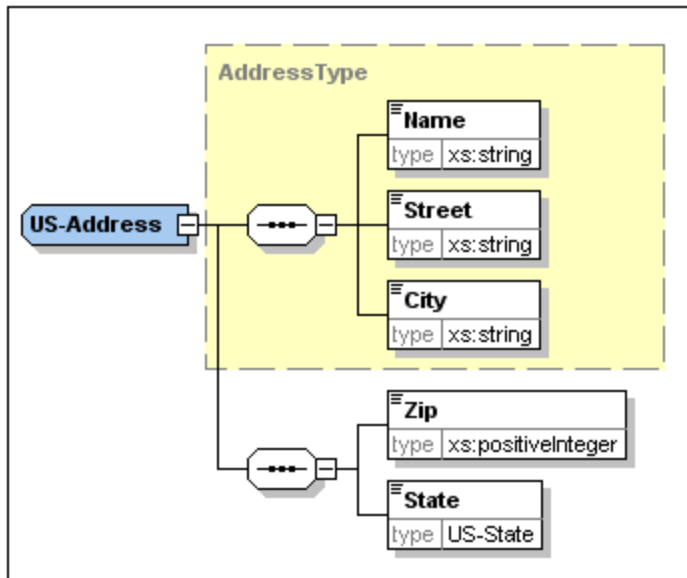 AddressType
Name
type xs:string
US-Address
Street
type xs:string
City
type xs:string
Zip
type xs:positiveInteger
State
type US-State